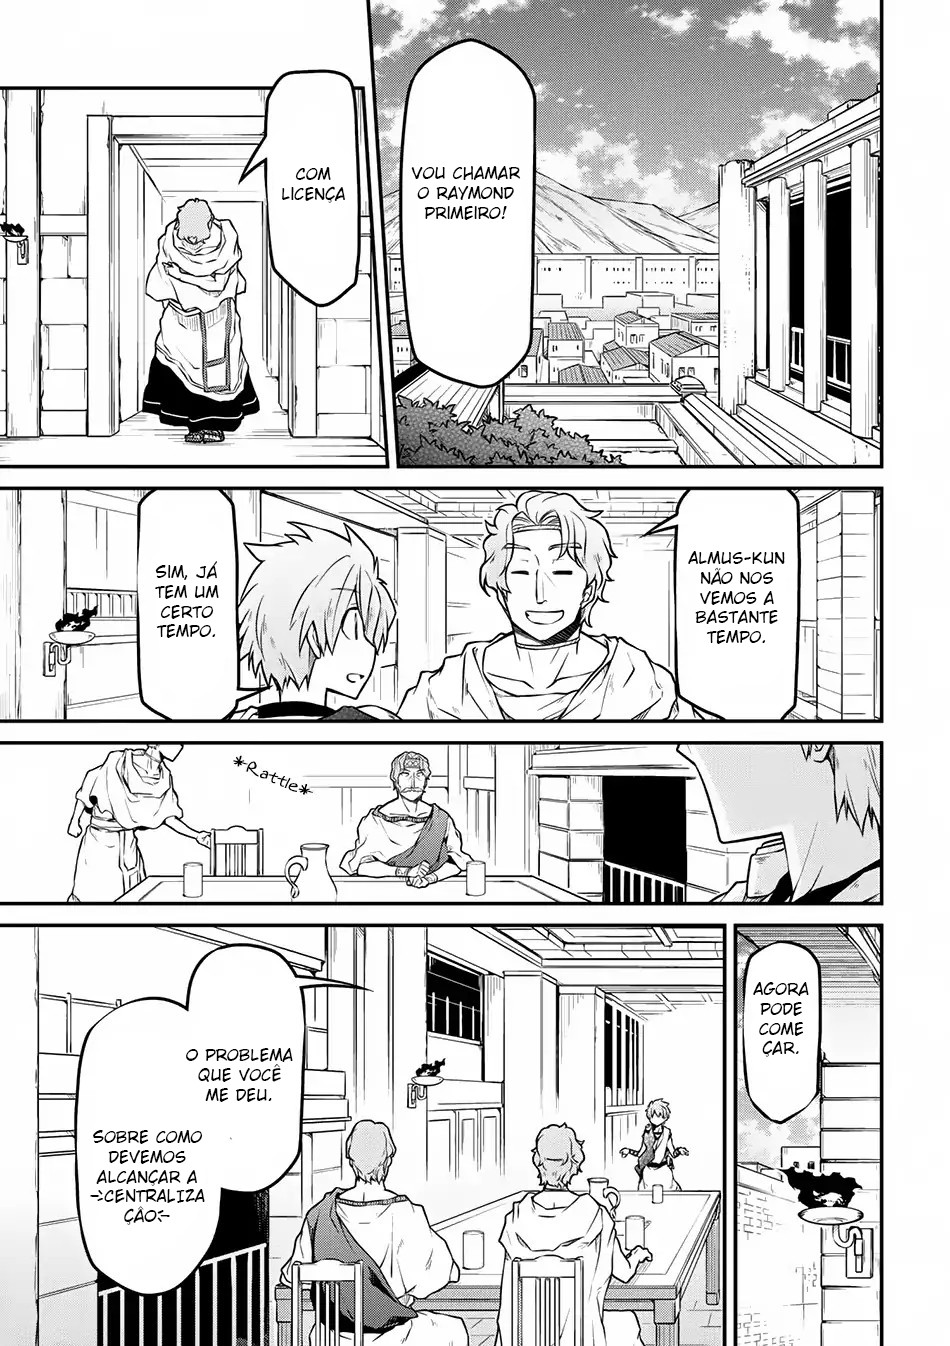 VOU CHAMAR
O RAYMOND
PRIMEIRO!
COM
LICENÇA
ALMUS-KUN
NÃO NOS
VEMOS A
BASTANTE
TEMPO.
SIM, JÁ
TEM UM
CERTO
TEMPO.
*Rattle*
AGORA
PODE
COME
ÇAR.
O PROBLEMA
QUE VOCÊ
ME DEU.
SOBRE COMO
DEVEMOS
ALCANÇAR A
->CENTRALIZA
ÇÂO>-